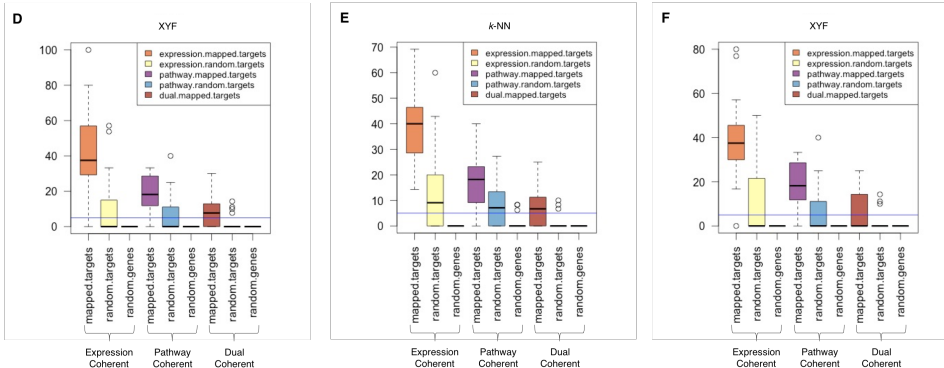 D
XYF
100
80
60
40
20
0
expression.mapped.targets
expression.random.targets
pathway.mapped.targets
pathway.random.targets
dual.mapped.targets
mapped.targets
random.targets
random.genes
mapped.targets
random.targets
random.genes
mapped.targets
random.targets
random.genes
Expression
Coherent
Pathway
Coherent
Dual
Coherent
E
k-NN
70
60
50
40
30
20
10
0
expression.mapped.targets
expression.random.targets
pathway.mapped.targets
pathway.random.targets
dual.mapped.targets
mapped.targets
random.targets
random.genes
mapped.targets
random.targets
random.genes
mapped.targets
random.targets
random.genes
Expression
Coherent
Pathway
Coherent
Dual
Coherent
F
XYF
80
60
40
20
0
expression.mapped.targets
expression.random.targets
pathway.mapped.targets
pathway.random.targets
dual.mapped.targets
mapped.targets
random.targets
random.genes
mapped.targets
random.targets
random.genes
mapped.targets
random.targets
random.genes
Expression
Coherent
Pathway
Coherent
Dual
Coherent